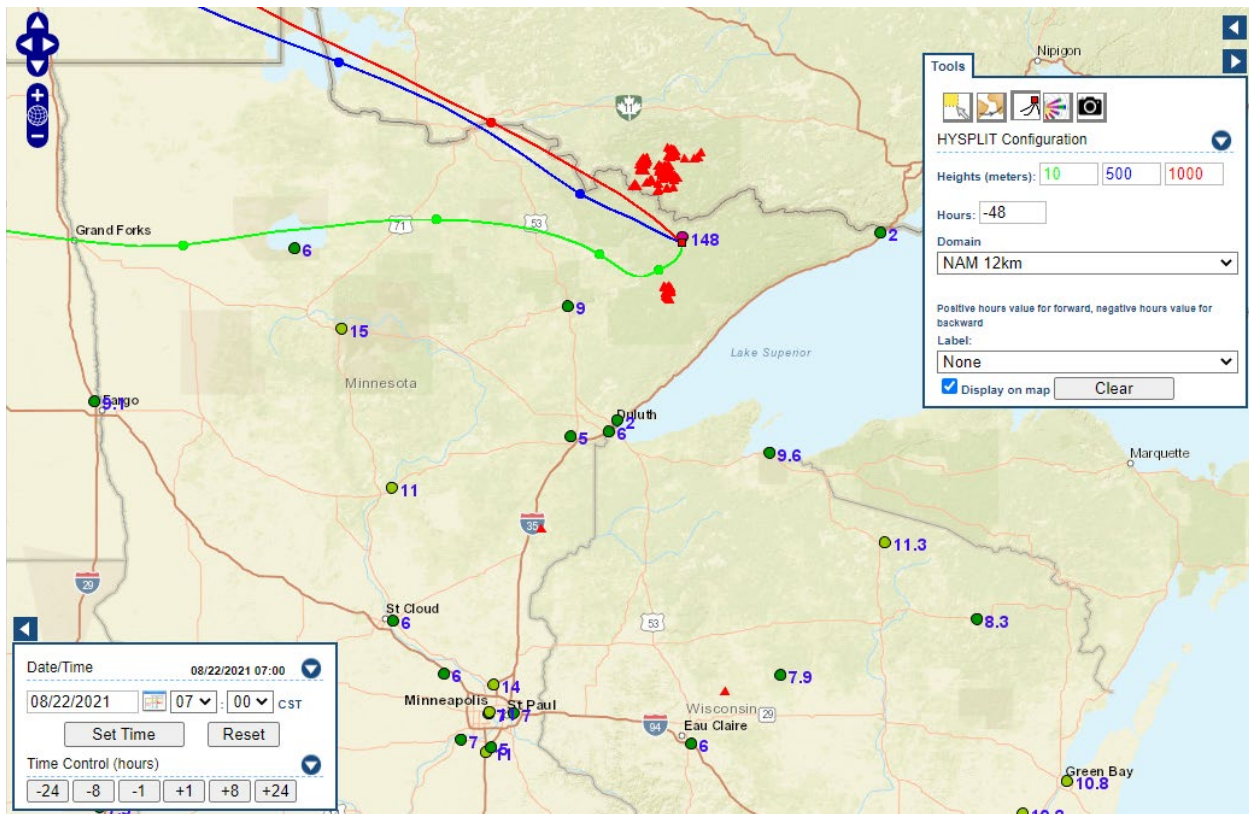 Nipigon
11
Tools
HYSPLIT Configuration
Heights (meters): 10 500 1000
Hours: -48
Domain
NAM 12km
Positive hours value for forward, negative hours value for
backward
Label:
None
Display on map Clear
Grand Forks
71
53
6
148
2
9
15
Lake Superior
Minnesota
Fargo
9.1
Duluth
2
5
6
9.6
Marquette
11
35
11.3
29
St Cloud
6
53
8.3
6
14
7.9
Minneapolis
St Paul
7
Wisconsin
29
94
Eau Claire
7
5
11
6
Green Bay
10.8
Date/Time 08/22/2021 07:00
08/22/2021 07 : 00 CST
Set Time Reset
Time Control (hours)
-24 -8 -1 +1 +8 +24